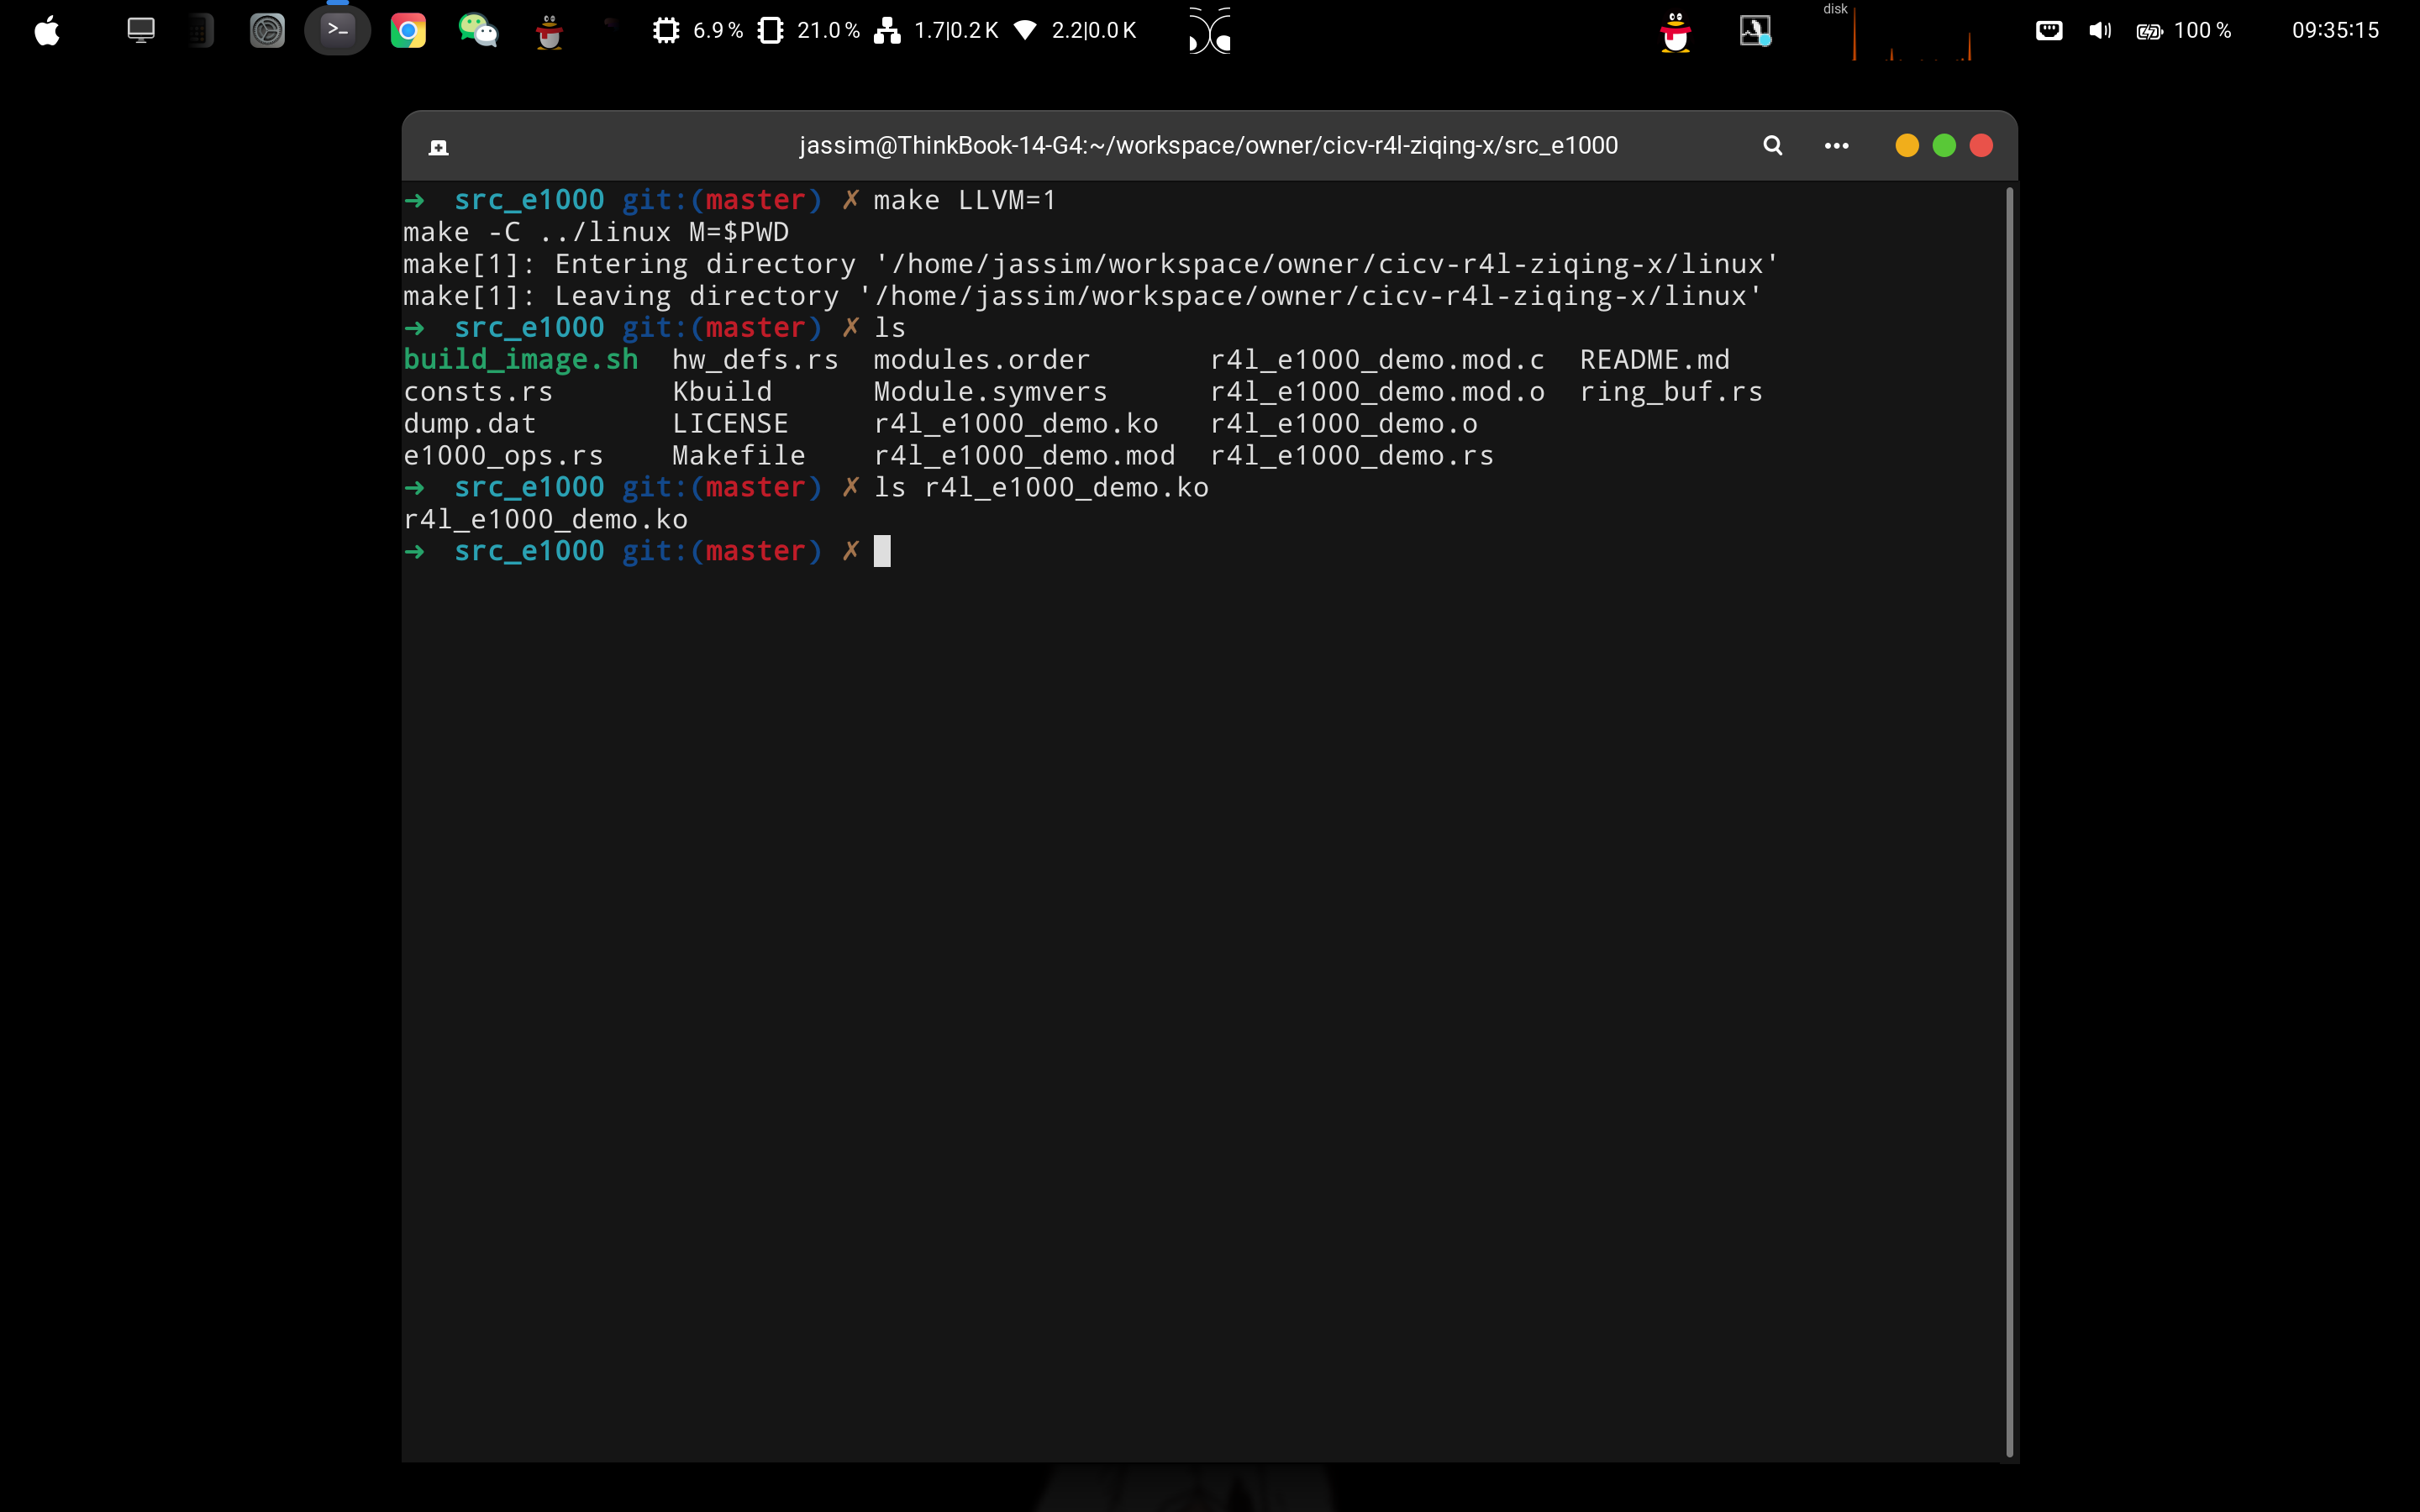 6.9 % 21.0 % 1.7|0.2 K 2.2|0.0 K disk 100 % 09:35:15
jassim@ThinkBook-14-G4:~/workspace/owner/cicv-r4l-ziqing-x/src_e1000
➜ src_e1000 git:(master) ✗ make LLVM=1
make -C ../linux M=$PWD
make[1]: Entering directory '/home/jassim/workspace/owner/cicv-r4l-ziqing-x/linux'
make[1]: Leaving directory '/home/jassim/workspace/owner/cicv-r4l-ziqing-x/linux'
➜ src_e1000 git:(master) ✗ ls
build_image.sh hw_defs.rs modules.order r4l_e1000_demo.mod.c README.md
consts.rs Kbuild Module.symvers r4l_e1000_demo.mod.o ring_buf.rs
dump.dat LICENSE r4l_e1000_demo.ko r4l_e1000_demo.o
e1000_ops.rs Makefile r4l_e1000_demo.mod r4l_e1000_demo.rs
➜ src_e1000 git:(master) ✗ ls r4l_e1000_demo.ko
r4l_e1000_demo.ko
➜ src_e1000 git:(master) ✗